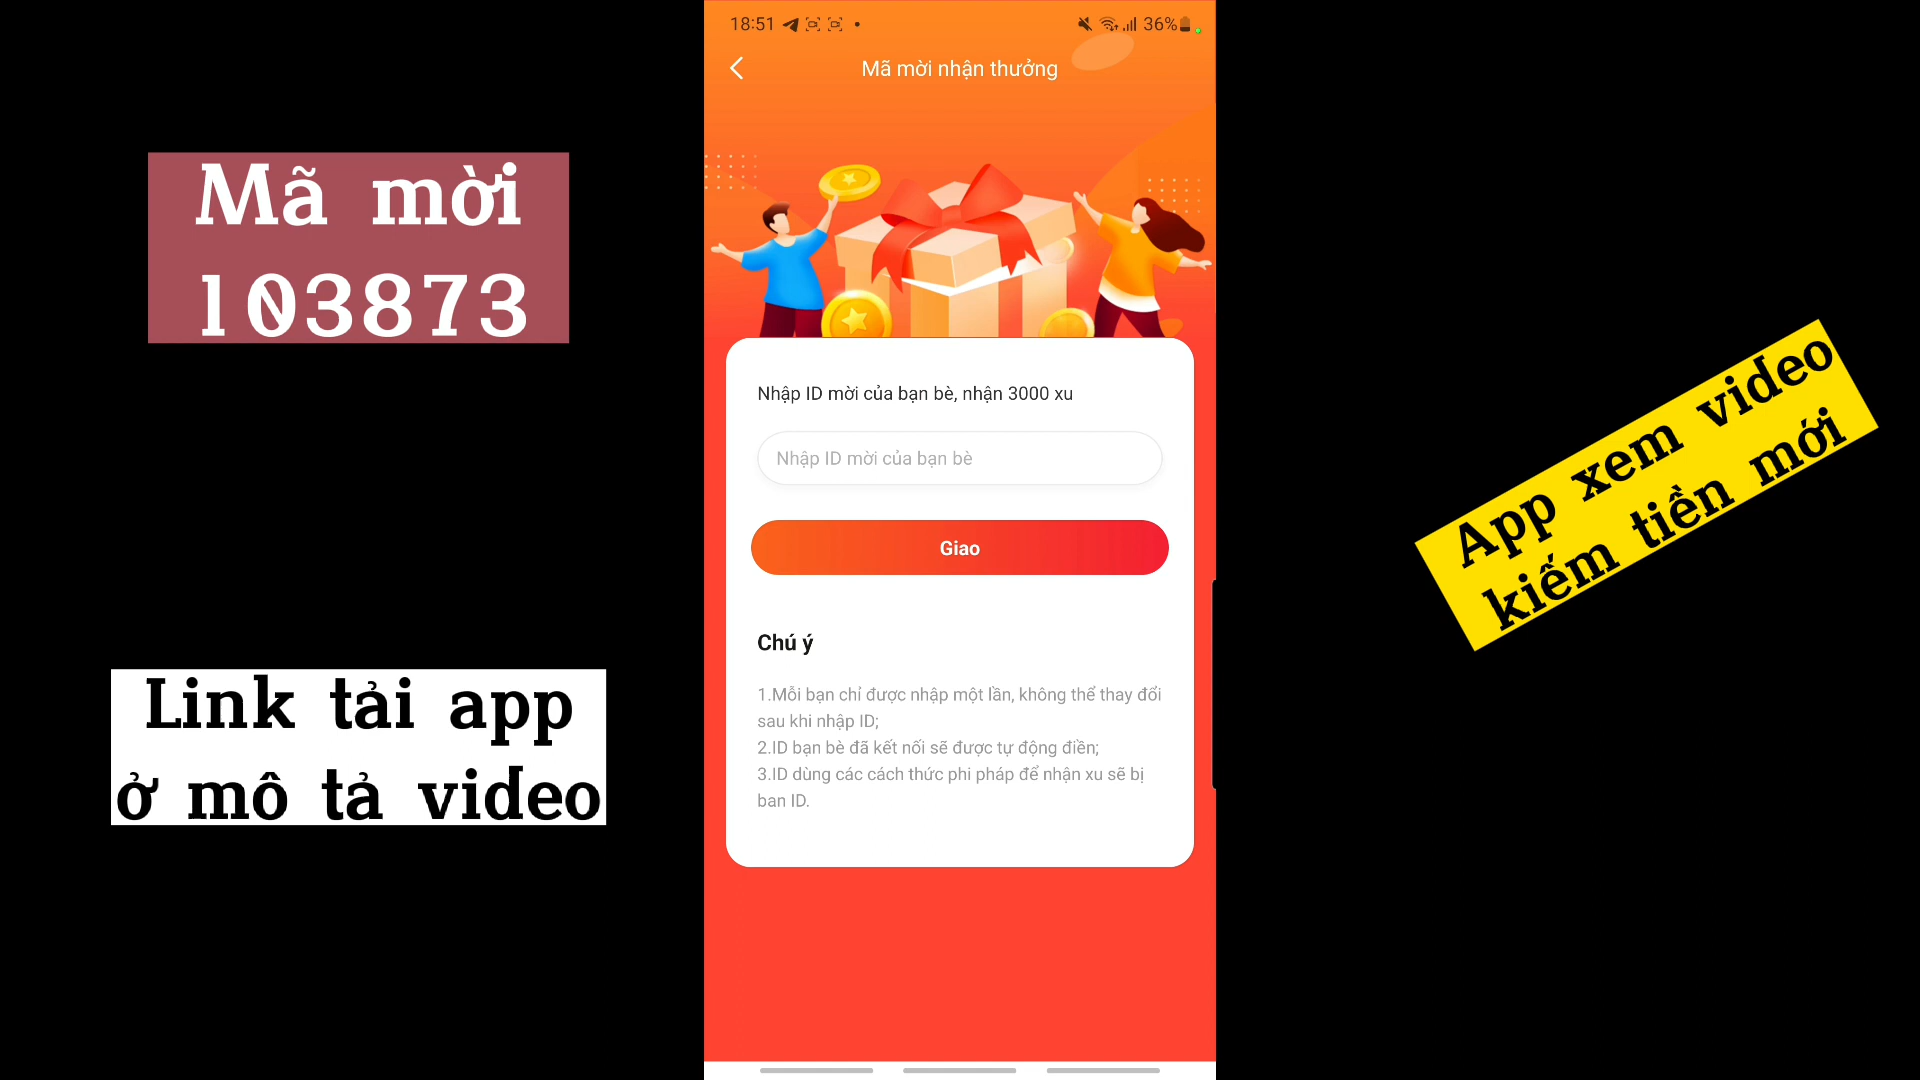 18:51
36%
Mã mời nhận thưởng
Mã mời
103873
Nhập ID mời của bạn bè, nhận 3000 xu
Nhập ID mời của bạn bè
Giao
Chú ý
1.Mỗi bạn chỉ được nhập một lần, không thể thay đổi
sau khi nhập ID;
2.ID bạn bè đã kết nối sẽ được tự động điền;
3.ID dùng các cách thức phi pháp để nhận xu sẽ bị
ban ID.
Link tải app
ở mô tả video
App xem video
kiếm tiền mới